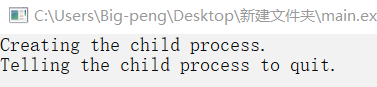 C:\Users\Big-peng\Desktop\新建文件夹\main.ex
Creating the child process.
Telling the child process to quit.